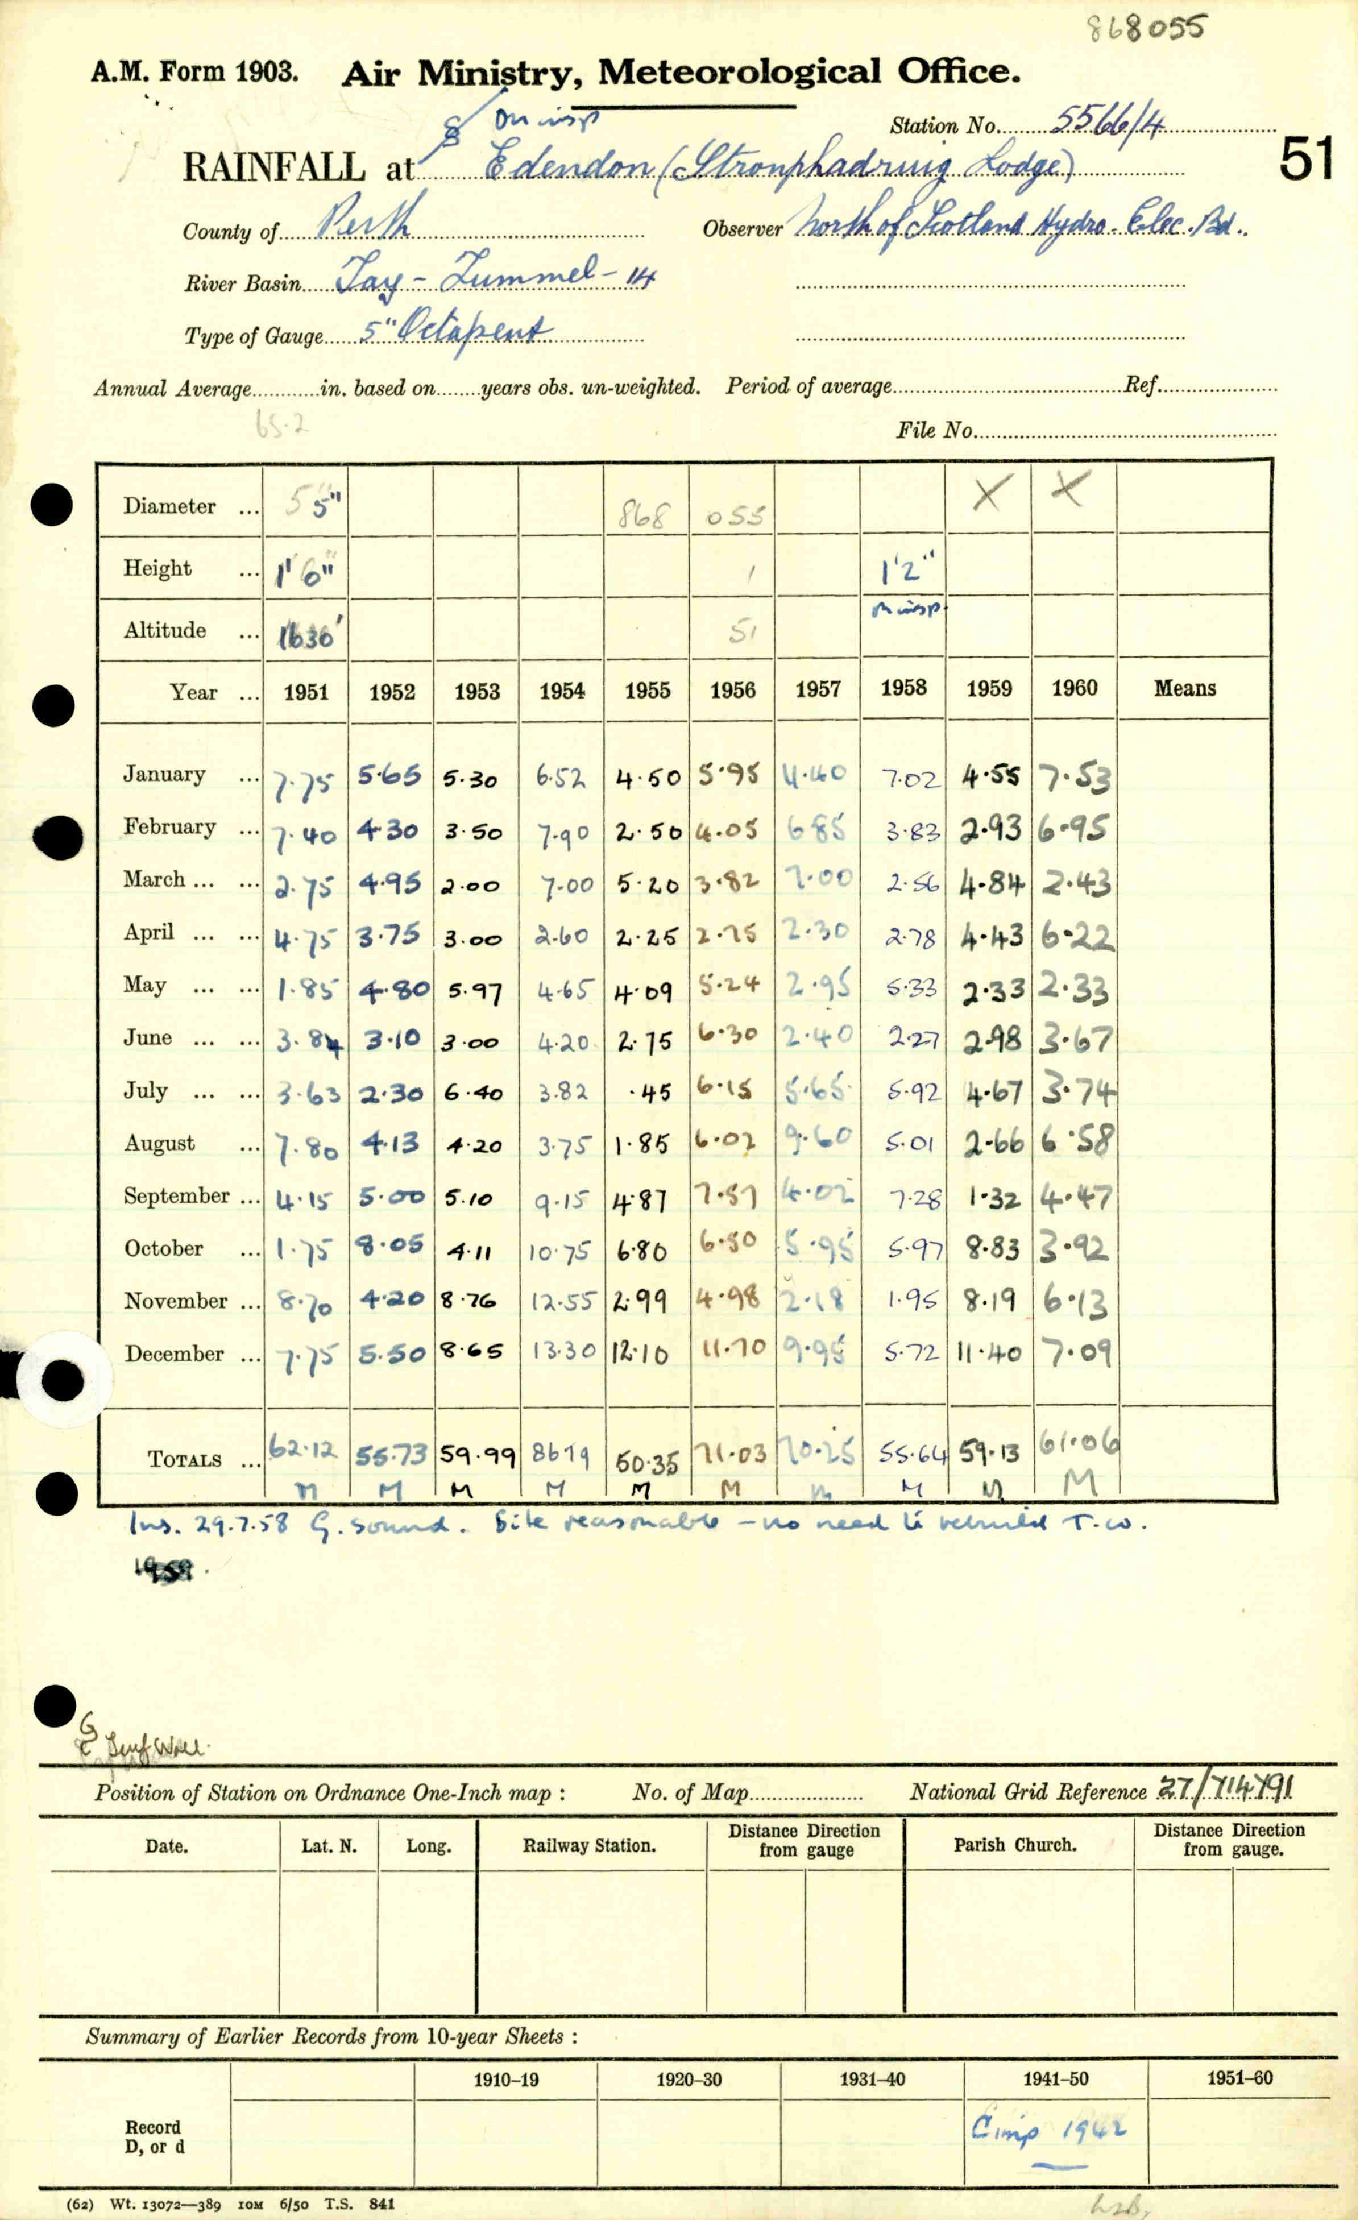 868055
A.M. Form 1903. Air Ministry, Meteorological Office.
on insp
Station No. 5566/4
RAINFALL at Edendon (Stronphadruig Lodge) 51
County of Perth Observer North of Scotland Hydro. Elec. Bd.
River Basin Tay - Tummel - 14
Type of Gauge 5" Octapent
Annual Average in. based on years obs. un-weighted. Period of average Ref.
65.2
File No.
Diameter ... 5" 5" 868 055 X X
Height ... 1'6" 1 1'2"
on insp.
Altitude ... 1630' 51
Year ... 1951 1952 1953 1954 1955 1956 1957 1958 1959 1960 Means
January ... 7.75 5.65 5.30 6.52 4.50 5.95 11.40 7.02 4.55 7.53
February ... 7.40 4.30 3.50 7.90 2.50 4.05 6.85 3.83 2.93 6.95
March ... ... 2.75 4.95 2.00 7.00 5.20 3.82 7.00 2.56 4.84 2.43
April ... ... 4.75 3.75 3.00 2.60 2.25 2.75 2.30 2.78 4.43 6.22
May ... ... 1.85 4.80 5.97 4.65 4.09 5.24 2.95 5.33 2.33 2.33
June ... ... 3.84 3.10 3.00 4.20 2.75 6.30 2.40 2.27 2.98 3.67
July ... ... 3.63 2.30 6.40 3.82 .45 6.15 5.65 5.92 4.67 3.74
August ... 7.80 4.13 4.20 3.75 1.85 6.02 9.60 5.01 2.66 6.58
September ... 4.15 5.00 5.10 9.15 4.87 7.57 4.02 7.28 1.32 4.47
October ... 1.75 8.05 4.11 10.75 6.80 6.50 5.95 5.97 8.83 3.92
November ... 8.70 4.20 8.76 12.55 2.99 4.98 2.18 1.95 8.19 6.13
December ... 7.75 5.50 8.65 13.30 12.10 11.70 9.95 5.72 11.40 7.09
TOTALS ... 62.12 55.73 59.99 86.19 50.35 71.03 70.25 55.64 59.13 61.06
M M M M M M M M M M
Ins. 29.7.58 G. sound. Site reasonable - no need to rebuild T.W.
1959.
G
Turf Wall.
Position of Station on Ordnance One-Inch map : No. of Map National Grid Reference 27/714791
Date. Lat. N. Long. Railway Station. Distance Direction from gauge Parish Church. Distance Direction from gauge.
Summary of Earlier Records from 10-year Sheets :
1910–19 1920–30 1931–40 1941–50 1951–60
Record
D, or d
C imp 1942
(62) Wt. 13072—389 10M 6/50 T.S. 841